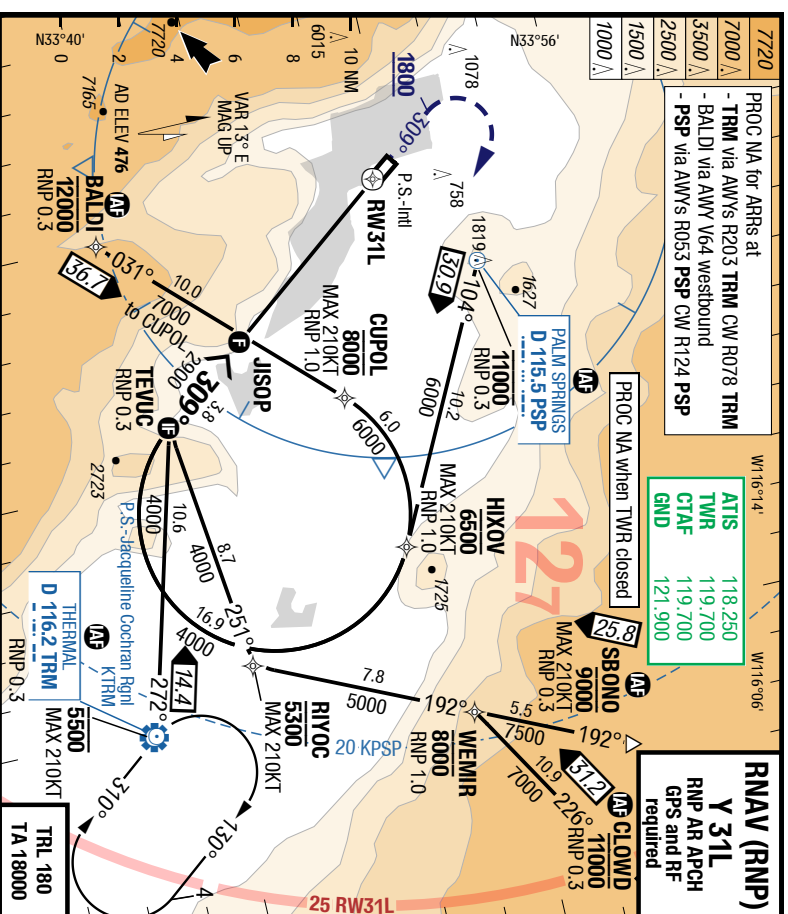 RNAV (RNP)
Y 31L
RNP AR APCH
GPS and RF
required
7720
7000
3500
2500
1500
1000
PROC NA for ARRs at
- TRM via AWYs R203 TRM CW R078 TRM
- BALDI via AWY V64 westbound
- PSP via AWYs R053 PSP CW R124 PSP
ATIS 118.250
TWR 119.700
CTAF 119.700
GND 121.900
PROC NA when TWR closed
W116°14'
W116°06'
N33°56'
N33°40'
0
2
4
6
8
10 NM
6015
7720
7165
AD ELEV 476
VAR 13° E
MAG UP
1078
758
1819
1627
1725
2723
1800
309°
P.S.-Intl
RW31L
IAF
BALDI
12000
RNP 0.3
031°
10.0
7000
to CUPOL
36.7
CUPOL
8000
MAX 210KT
RNP 1.0
6.0
6000
F
JISOP
2900
309°
3.8
IF
TEVUC
RNP 0.3
IAF
PALM SPRINGS
D 115.5 PSP
11000
RNP 0.3
30.9
104°
10.2
6000
HIXOV
6500
MAX 210KT
RNP 1.0
127
16.9
4000
8.7
4000
251°
10.6
4000
272°
14.4
RIYOC
5300
MAX 210KT
7.8
5000
192°
WEMIR
8000
RNP 1.0
5.5
7500
192°
25.8
IAF
SBONO
9000
MAX 210KT
RNP 0.3
10.9
7000
226°
31.2
IAF
CLOWD
11000
RNP 0.3
20 KPSP
25 RW31L
P.S.-Jacqueline Cochran Rgnl
KTRM
IAF
THERMAL
D 116.2 TRM
RNP 0.3
5500
MAX 210KT
310°
130°
4
TRL 180
TA 18000